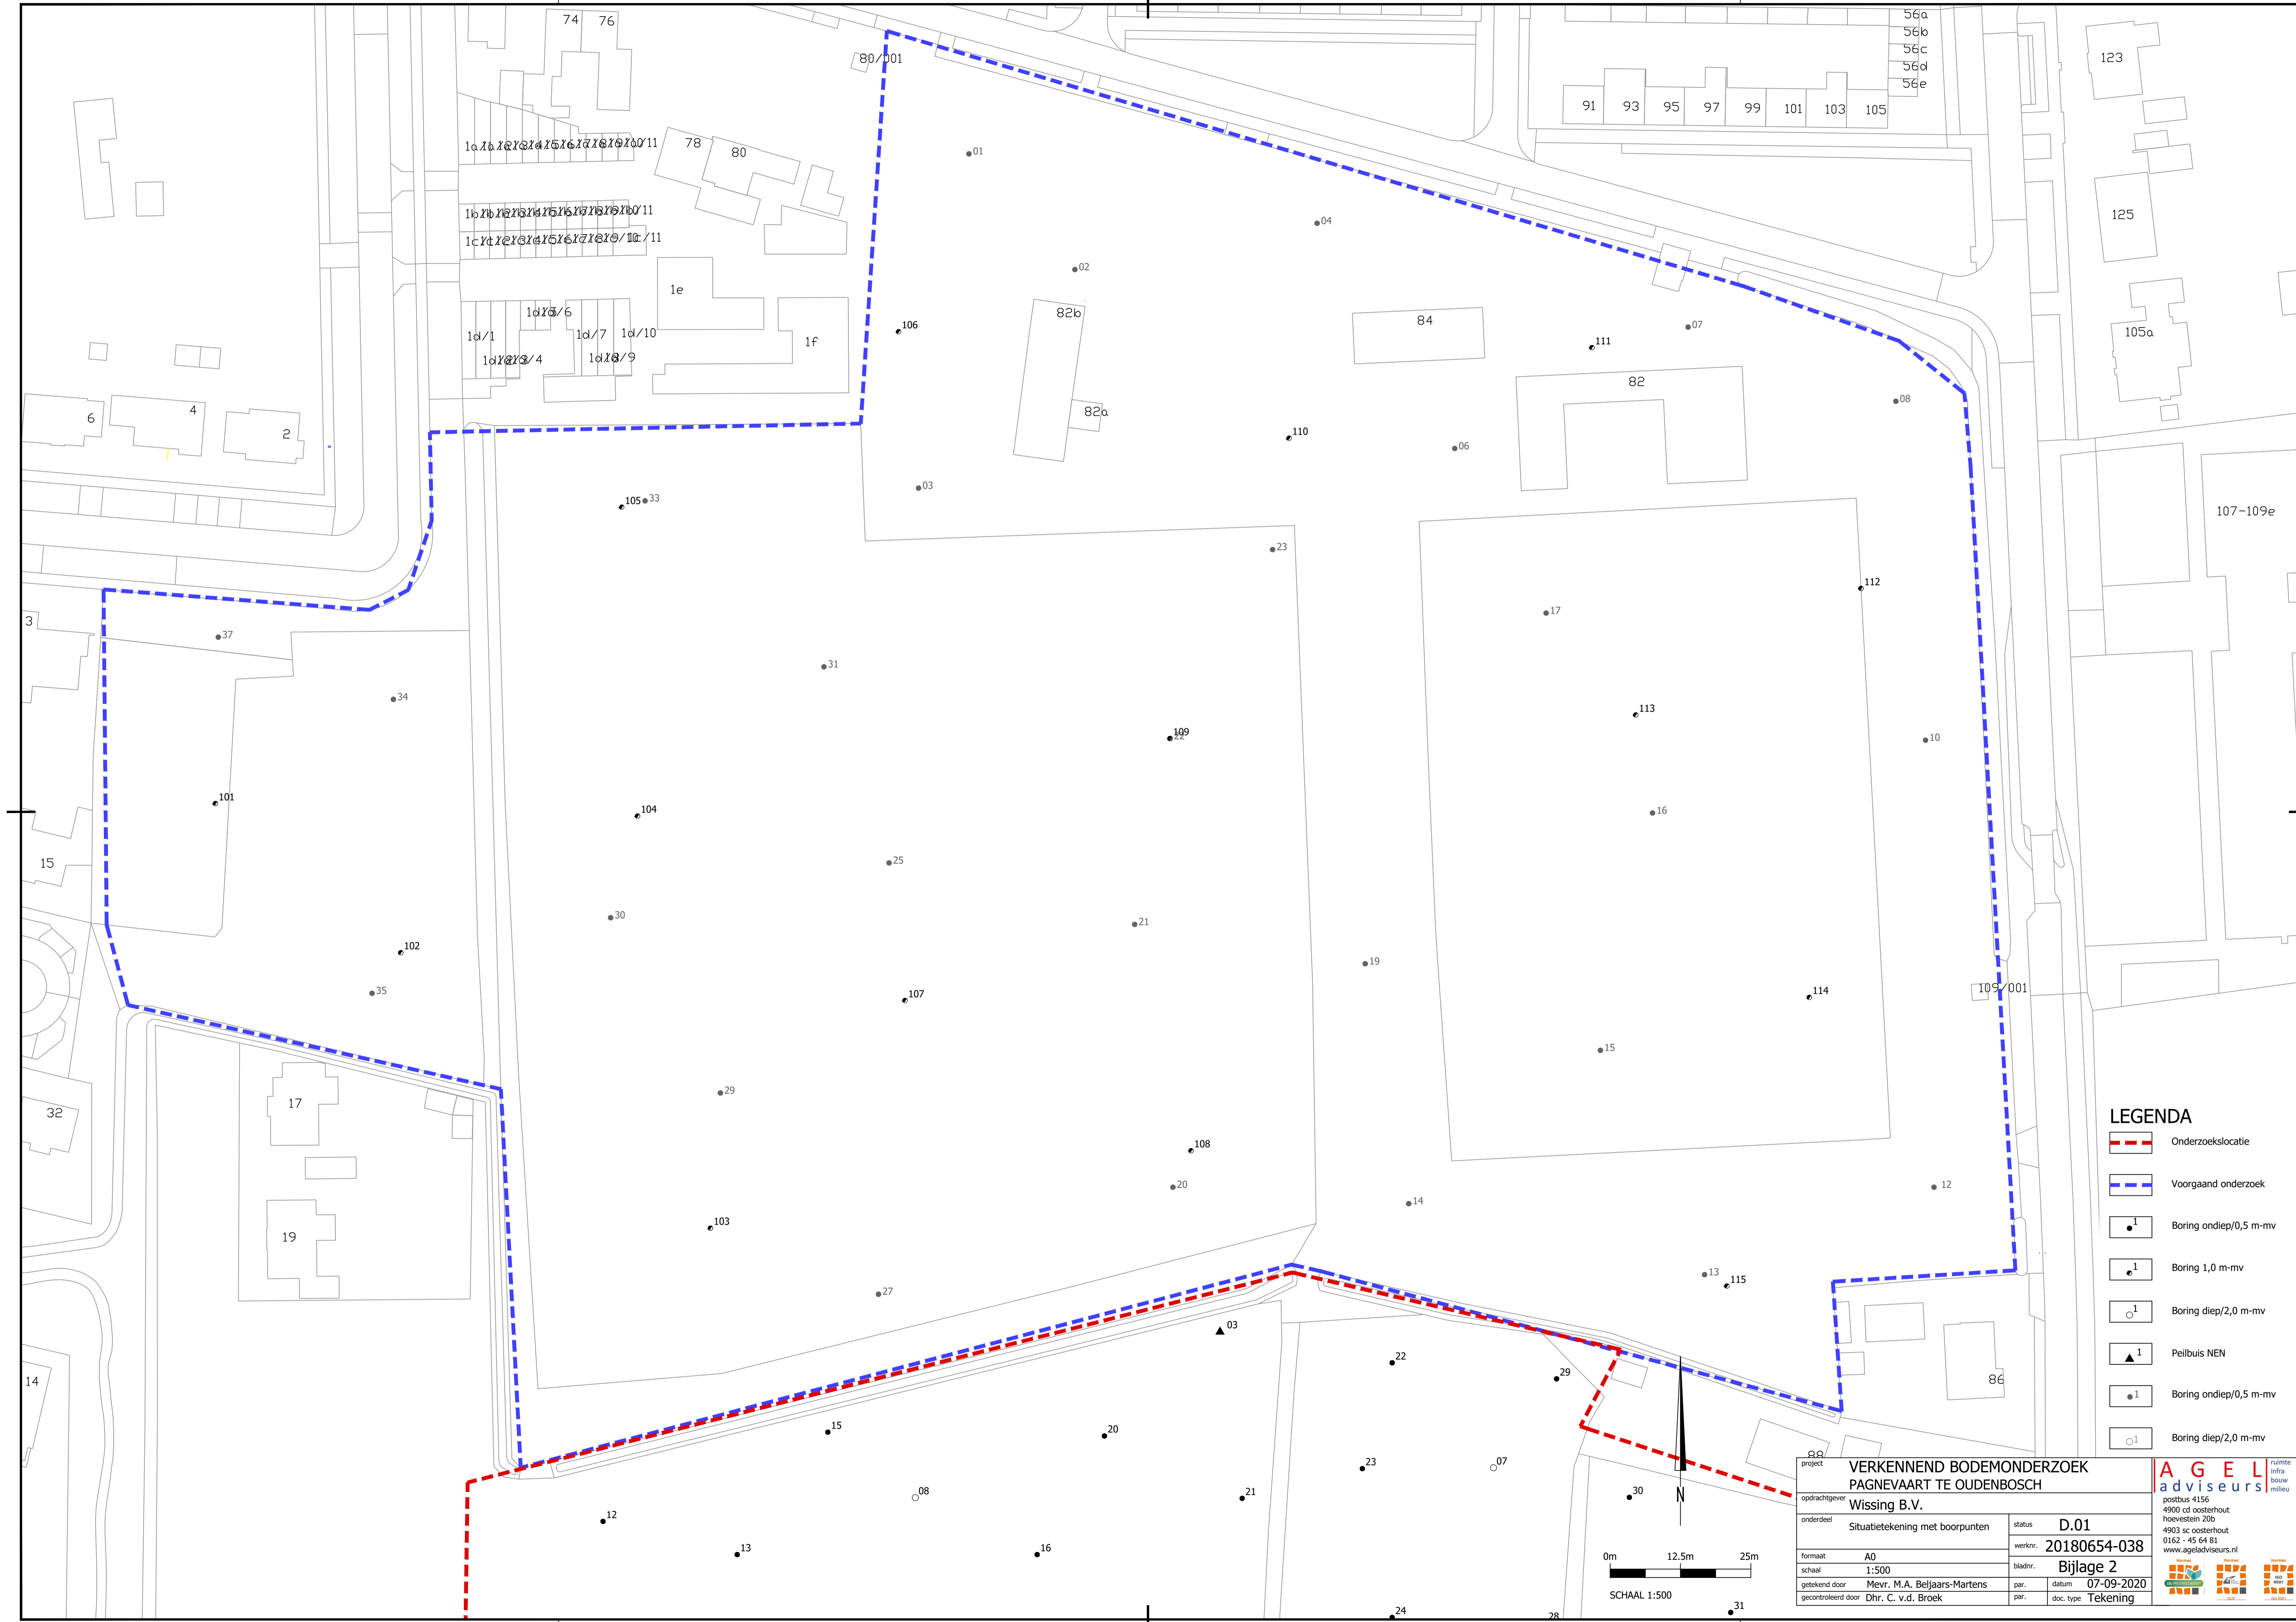 74
76
80/001
56a
56b
56c
56d
56e
123
91
93
95
97
99
101
103
105
78
80
01
125
04
02
1e
82b
84
105a
07
106
111
1d/1
1d/7
1d/10
1f
82
82a
08
6
4
2
110
06
03
105
33
107-109e
23
112
17
3
37
31
34
113
109
10
101
104
16
15
25
30
21
102
19
35
107
114
109/001
15
29
32
17
108
20
12
14
103
19
13
115
27
03
14
22
29
86
15
20
88
23
07
08
21
30
12
13
16
24
28
31
N
0m 12.5m 25m
SCHAAL 1:500
LEGENDA
Onderzoekslocatie
Voorgaand onderzoek
1 Boring ondiep/0,5 m-mv
1 Boring 1,0 m-mv
1 Boring diep/2,0 m-mv
1 Peilbuis NEN
1 Boring ondiep/0,5 m-mv
1 Boring diep/2,0 m-mv
project VERKENNEND BODEMONDERZOEK
PAGNEVAART TE OUDENBOSCH
opdrachtgever Wissing B.V.
onderdeel Situatietekening met boorpunten
status D.01
werknr. 20180654-038
formaat A0
schaal 1:500
bladnr. Bijlage 2
getekend door Mevr. M.A. Beljaars-Martens par. datum 07-09-2020
gecontroleerd door Dhr. C. v.d. Broek par. doc. type Tekening
AGEL
adviseurs
ruimte
infra
bouw
milieu
postbus 4156
4900 cd oosterhout
hoevestein 20b
4903 sc oosterhout
0162 - 45 64 81
www.ageladviseurs.nl